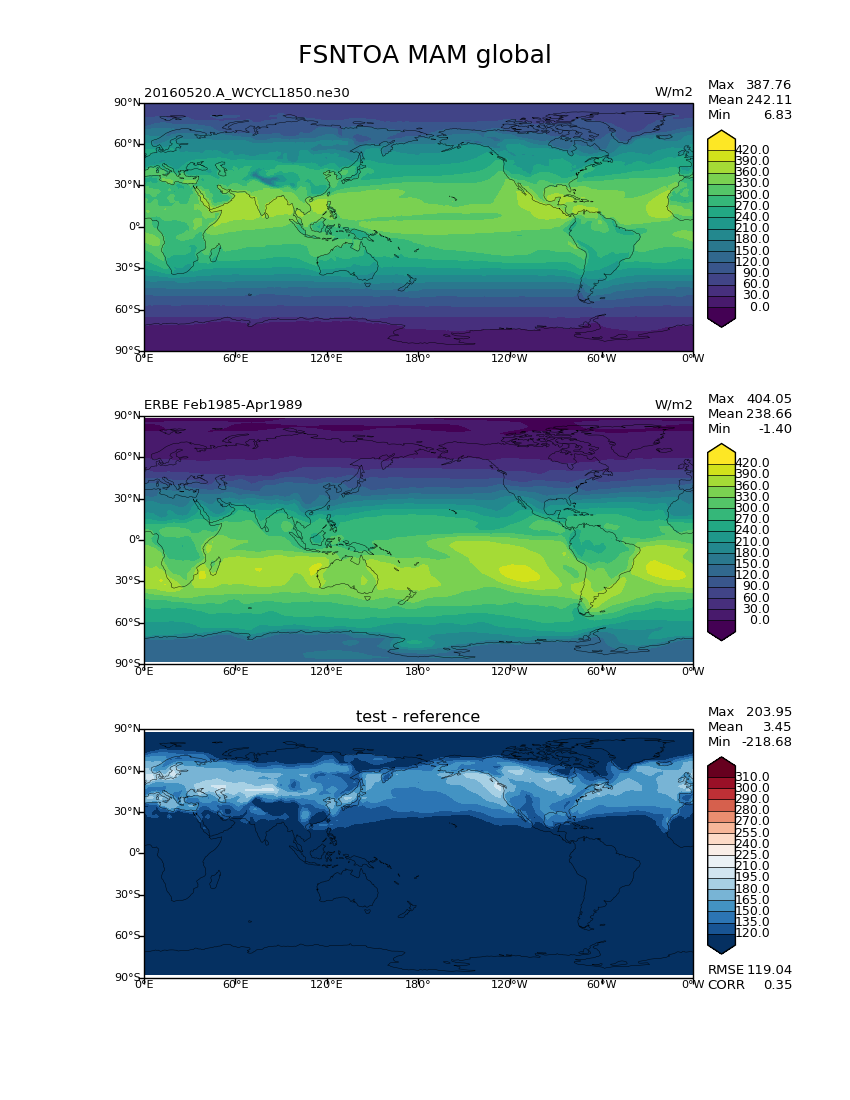 FSNTOA MAM global
20160520.A_WCYCL1850.ne30 W/m2
Max 387.76
Mean 242.11
Min 6.83
90°N
60°N
30°N
0°
30°S
60°S
90°S
0°E 60°E 120°E 180° 120°W 60°W 0°W
420.0
390.0
360.0
330.0
300.0
270.0
240.0
210.0
180.0
150.0
120.0
90.0
60.0
30.0
0.0
ERBE Feb1985-Apr1989 W/m2
Max 404.05
Mean 238.66
Min -1.40
90°N
60°N
30°N
0°
30°S
60°S
90°S
0°E 60°E 120°E 180° 120°W 60°W 0°W
420.0
390.0
360.0
330.0
300.0
270.0
240.0
210.0
180.0
150.0
120.0
90.0
60.0
30.0
0.0
test - reference
Max 203.95
Mean 3.45
Min -218.68
90°N
60°N
30°N
0°
30°S
60°S
90°S
0°E 60°E 120°E 180° 120°W 60°W 0°W
310.0
300.0
290.0
280.0
270.0
255.0
240.0
225.0
210.0
195.0
180.0
165.0
150.0
135.0
120.0
RMSE 119.04
CORR 0.35